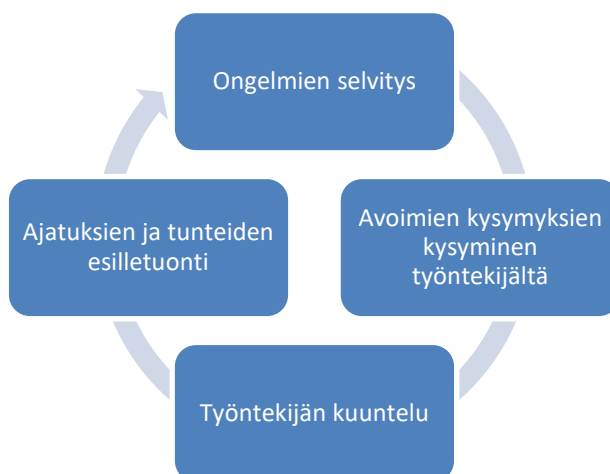 Ongelmien selvitys
Avoimien kysymyksien
kysyminen
työntekijältä
Työntekijän kuuntelu
Ajatuksien ja tunteiden
esilletuonti